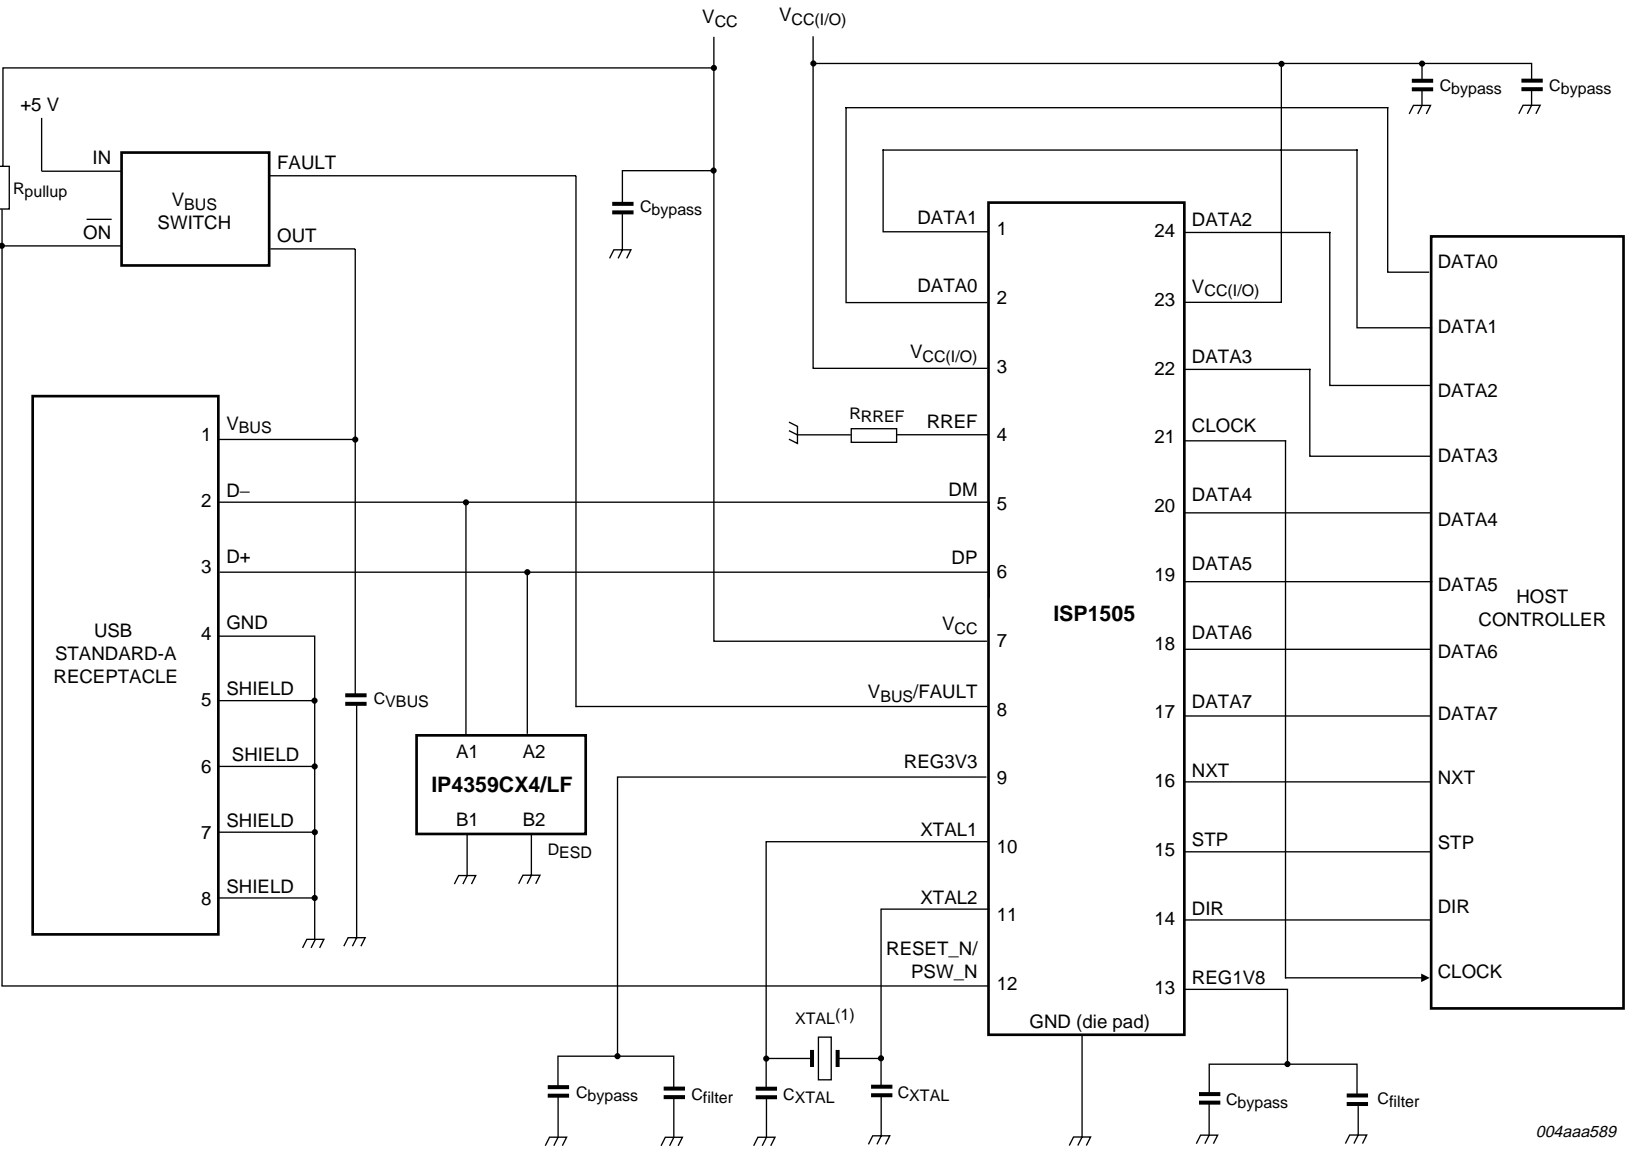 VCC
VCC(I/O)
+5 V
Cbypass
Cbypass
IN
FAULT
Rpullup
VBUS
SWITCH
ON
OUT
Cbypass
DATA1
1
DATA0
2
VCC(I/O)
3
RRREF
RREF
4
DM
5
DP
6
VCC
7
VBUS/FAULT
8
REG3V3
9
XTAL1
10
XTAL2
11
RESET_N/
PSW_N
12
ISP1505
GND (die pad)
24
DATA2
23
VCC(I/O)
22
DATA3
21
CLOCK
20
DATA4
19
DATA5
18
DATA6
17
DATA7
16
NXT
15
STP
14
DIR
13
REG1V8
DATA0
DATA1
DATA2
DATA3
DATA4
DATA5
DATA6
DATA7
NXT
STP
DIR
CLOCK
HOST
CONTROLLER
USB
STANDARD-A
RECEPTACLE
1
VBUS
2
D−
3
D+
4
GND
5
SHIELD
6
SHIELD
7
SHIELD
8
SHIELD
CVBUS
A1
A2
IP4359CX4/LF
B1
B2
DESD
XTAL(1)
Cbypass
Cfilter
CXTAL
CXTAL
Cbypass
Cfilter
004aaa589